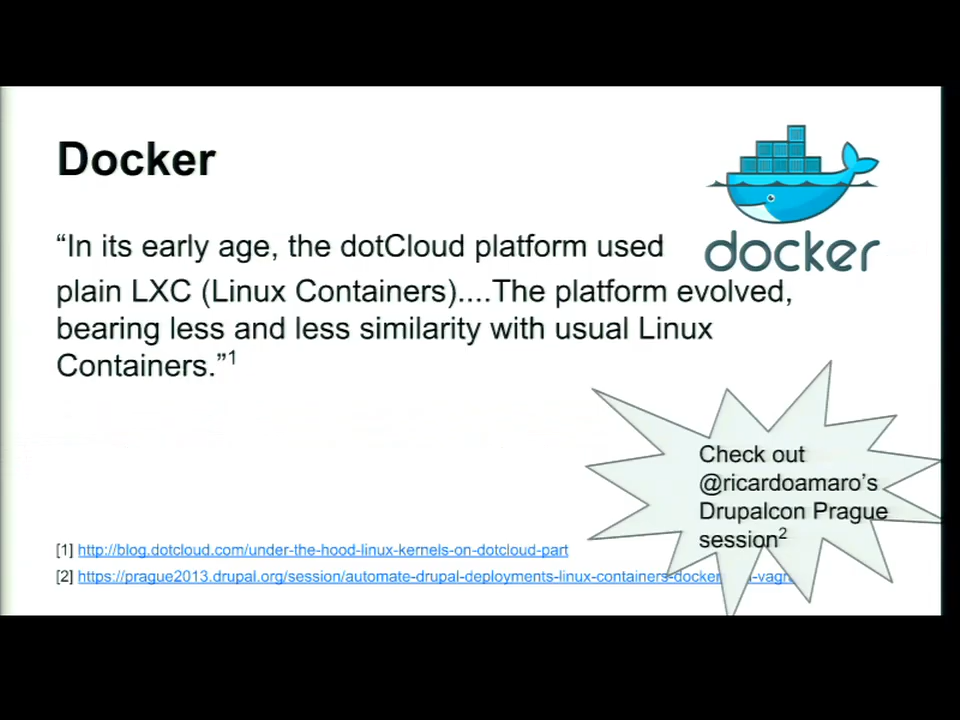 Docker
docker
“In its early age, the dotCloud platform used
plain LXC (Linux Containers)....The platform evolved,
bearing less and less similarity with usual Linux
Containers.”1
Check out
@ricardoamaro’s
Drupalcon Prague
session2
[1] http://blog.dotcloud.com/under-the-hood-linux-kernels-on-dotcloud-part
[2] https://prague2013.drupal.org/session/automate-drupal-deployments-linux-containers-docker